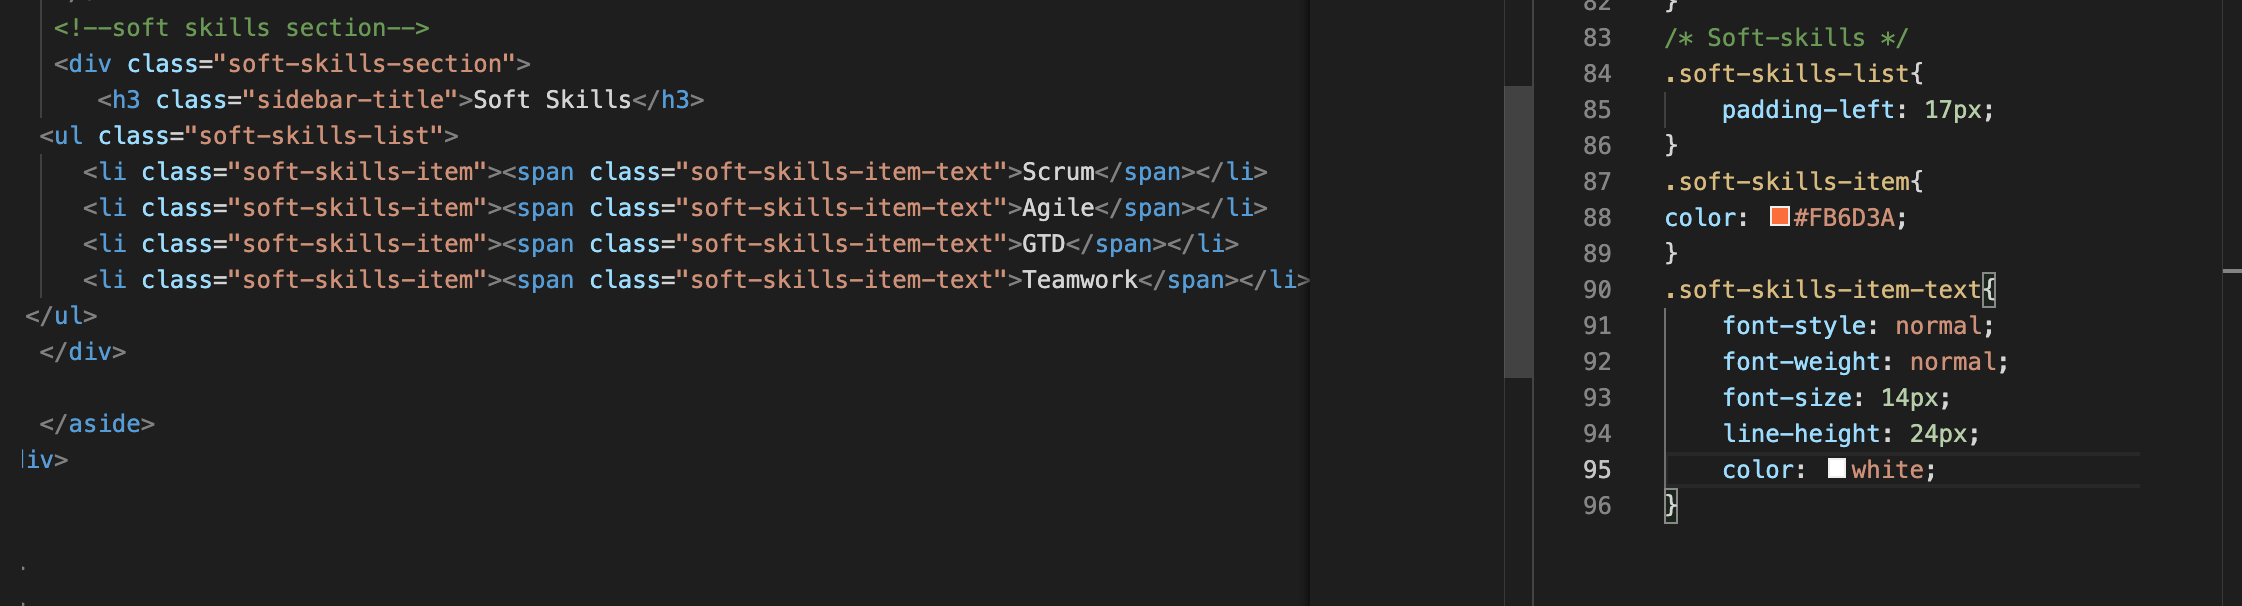 <!--soft skills section-->
<div class="soft-skills-section">
<h3 class="sidebar-title">Soft Skills</h3>
<ul class="soft-skills-list">
<li class="soft-skills-item"><span class="soft-skills-item-text">Scrum</span></li>
<li class="soft-skills-item"><span class="soft-skills-item-text">Agile</span></li>
<li class="soft-skills-item"><span class="soft-skills-item-text">GTD</span></li>
<li class="soft-skills-item"><span class="soft-skills-item-text">Teamwork</span></li>
</ul>
</div>
</aside>
iv>
82 }
83 /* Soft-skills */
84 .soft-skills-list{
85 padding-left: 17px;
86 }
87 .soft-skills-item{
88 color: #FB6D3A;
89 }
90 .soft-skills-item-text{
91 font-style: normal;
92 font-weight: normal;
93 font-size: 14px;
94 line-height: 24px;
95 color: white;
96 }